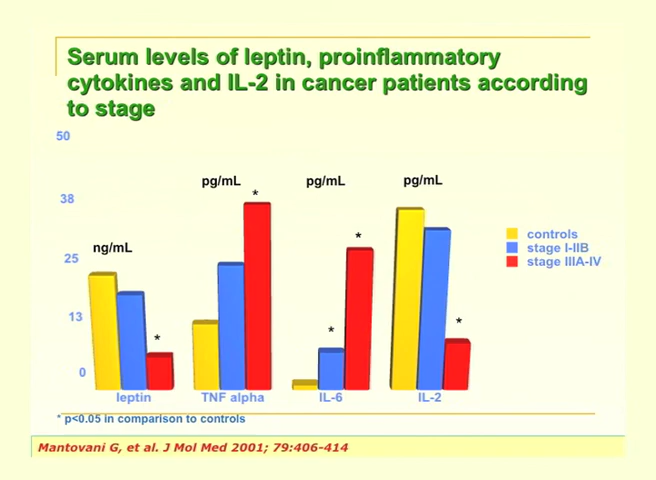 Serum levels of leptin, proinflammatory
cytokines and IL-2 in cancer patients according
to stage
50
38
25
13
0
ng/mL
pg/mL
pg/mL
pg/mL
*
*
*
*
*
controls
stage I-IIB
stage IIIA-IV
leptin
TNF alpha
IL-6
IL-2
* p<0.05 in comparison to controls
Mantovani G, et al. J Mol Med 2001; 79:406-414